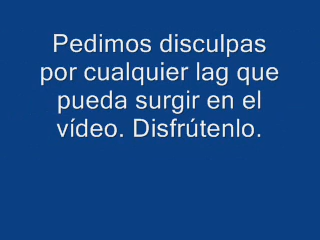 Pedimos disculpas
por cualquier lag que
pueda surgir en el
vídeo. Disfrútenlo.